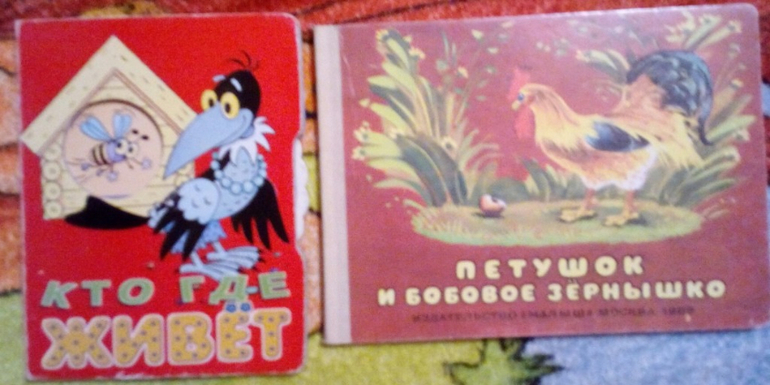 КТО ГДЕ
ЖИВЁТ
ПЕТУШОК
И БОБОВОЕ ЗЁРНЫШКО
ИЗДАТЕЛЬСТВО МАЛЫШ МОСКВА